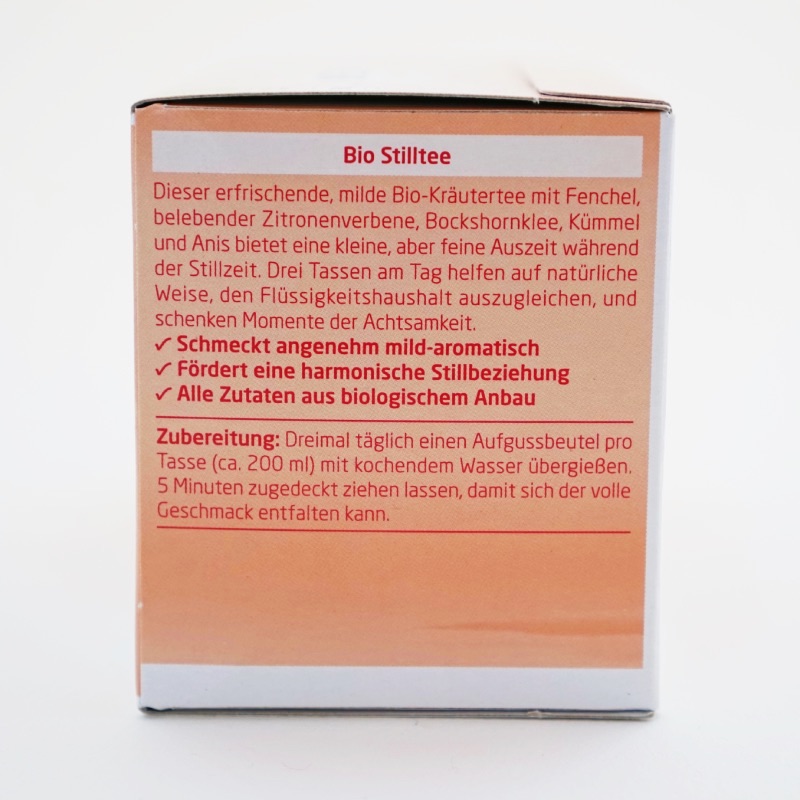 Bio Stilltee
Dieser erfrischende, milde Bio-Kräutertee mit Fenchel,
belebender Zitronenverbene, Bockshornklee, Kümmel
und Anis bietet eine kleine, aber feine Auszeit während
der Stillzeit. Drei Tassen am Tag helfen auf natürliche
Weise, den Flüssigkeitshaushalt auszugleichen, und
schenken Momente der Achtsamkeit.
✓ Schmeckt angenehm mild-aromatisch
✓ Fördert eine harmonische Stillbeziehung
✓ Alle Zutaten aus biologischem Anbau
Zubereitung: Dreimal täglich einen Aufgussbeutel pro
Tasse (ca. 200 ml) mit kochendem Wasser übergießen.
5 Minuten zugedeckt ziehen lassen, damit sich der volle
Geschmack entfalten kann.